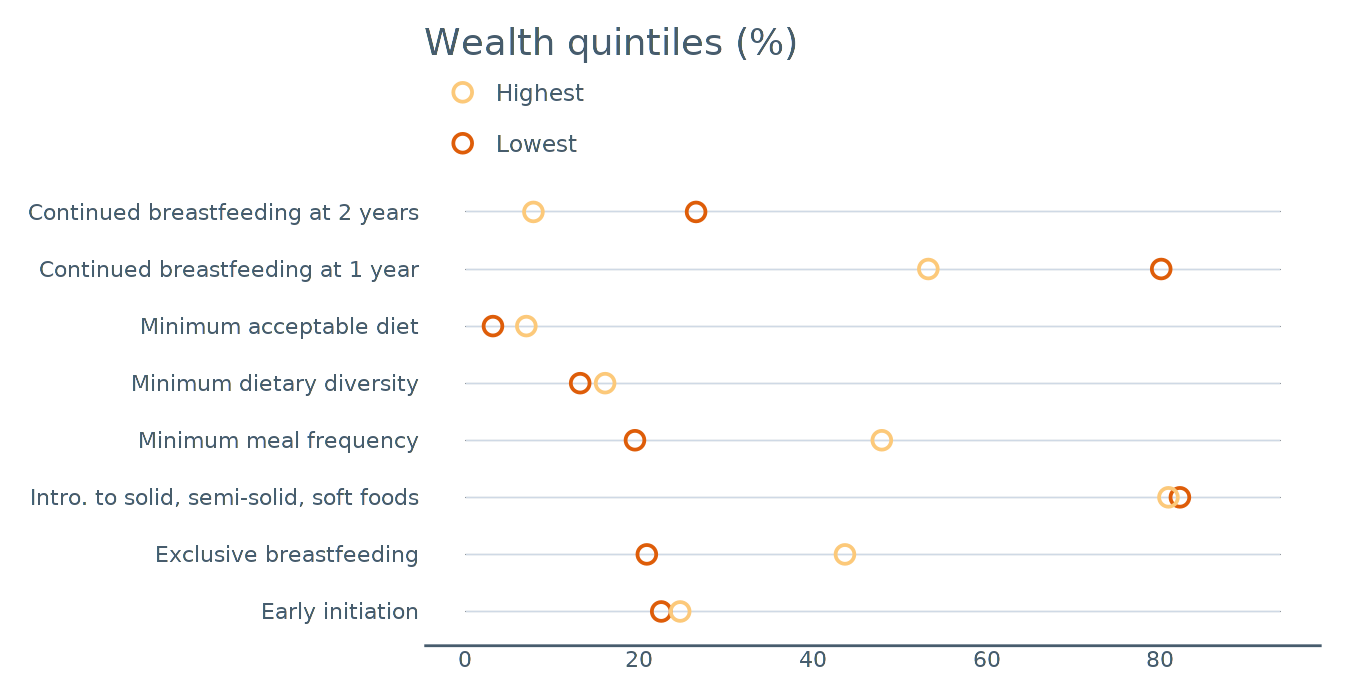 Wealth quintiles (%)
Highest
Lowest
Continued breastfeeding at 2 years
Continued breastfeeding at 1 year
Minimum acceptable diet
Minimum dietary diversity
Minimum meal frequency
Intro. to solid, semi-solid, soft foods
Exclusive breastfeeding
Early initiation
0 20 40 60 80